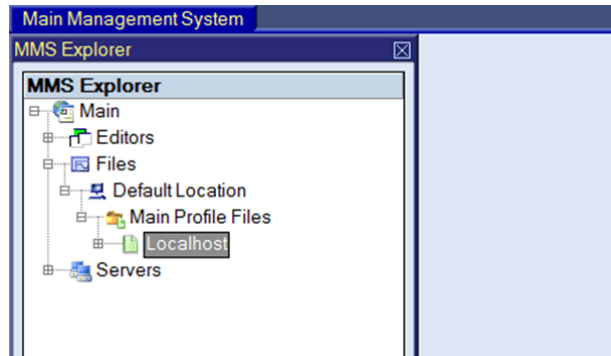 Main Management System
MMS Explorer
MMS Explorer
Main
Editors
Files
Default Location
Main Profile Files
Localhost
Servers